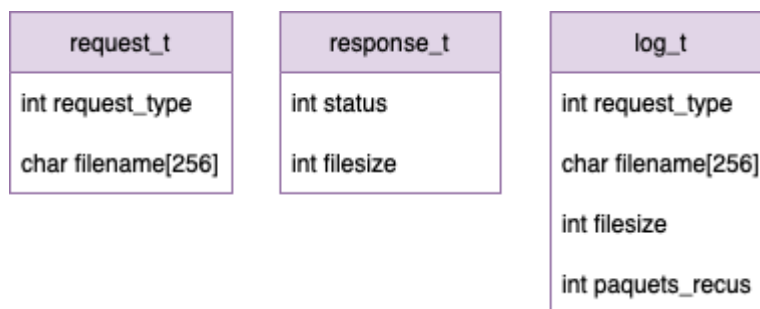 request_t
int request_type
char filename[256]
response_t
int status
int filesize
log_t
int request_type
char filename[256]
int filesize
int paquets_recus